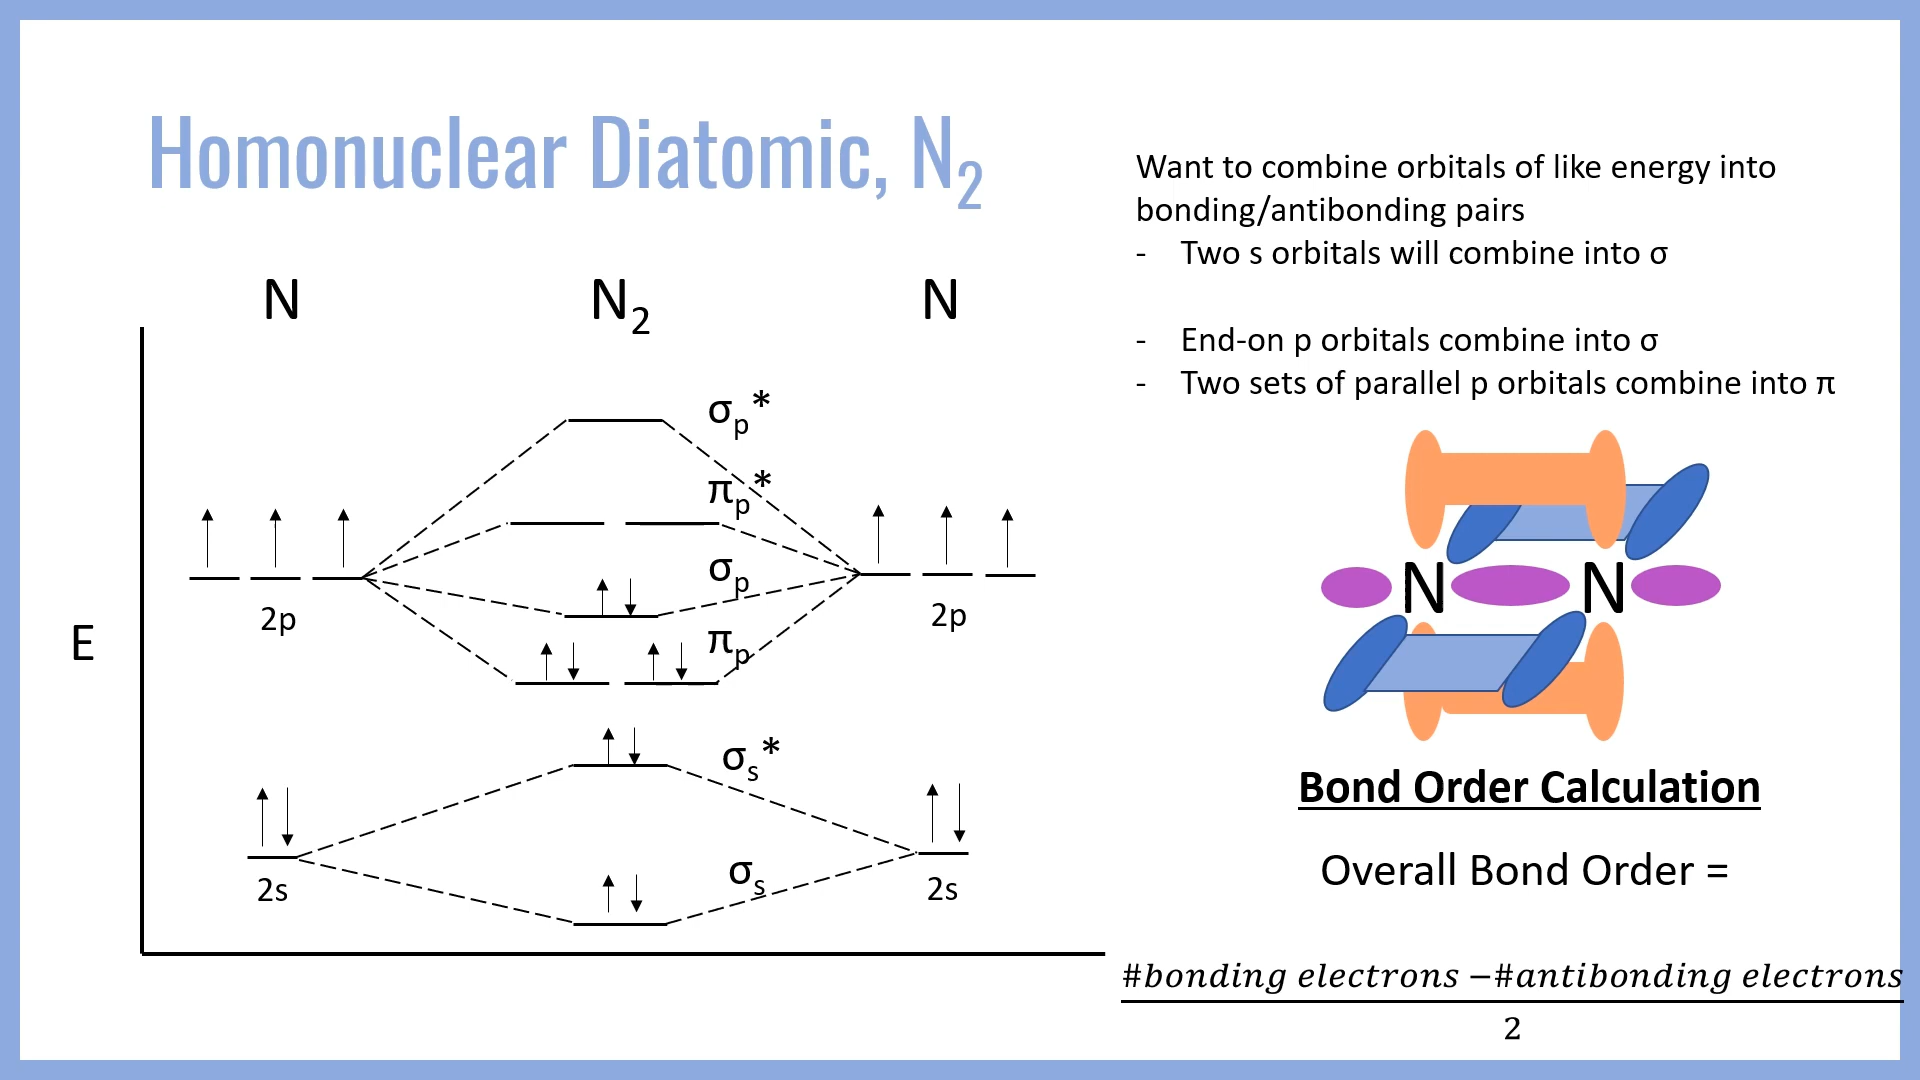 Homonuclear Diatomic, N₂
Want to combine orbitals of like energy into
bonding/antibonding pairs
- Two s orbitals will combine into σ
- End-on p orbitals combine into σ
- Two sets of parallel p orbitals combine into π
N N₂ N
σₚ*
πₚ*
σₚ
2p 2p
E
πₚ
σₛ*
σₛ
2s 2s
N N
Bond Order Calculation
Overall Bond Order =
#bonding electrons −#antibonding electrons
2